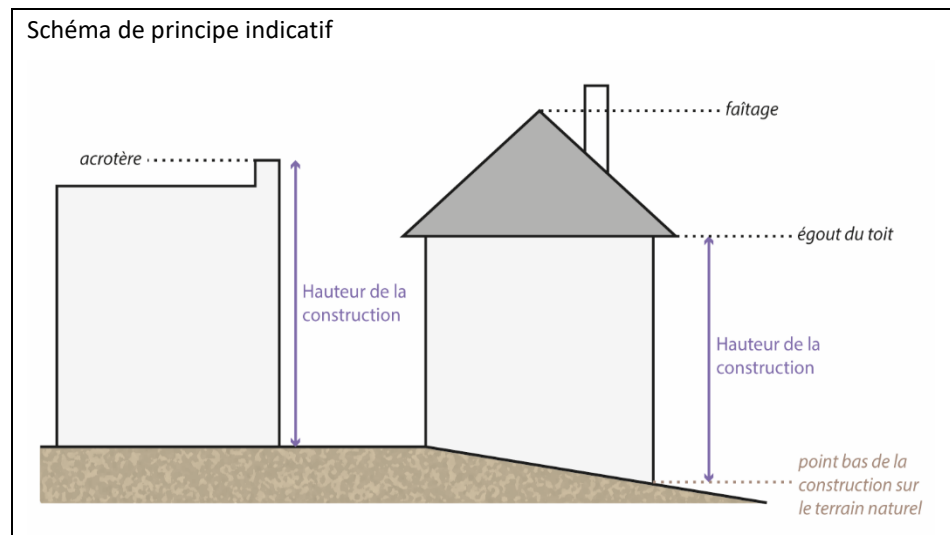 Schéma de principe indicatif
faîtage
acrotère
égout du toit
Hauteur de la
construction
Hauteur de la
construction
point bas de la
construction sur
le terrain naturel